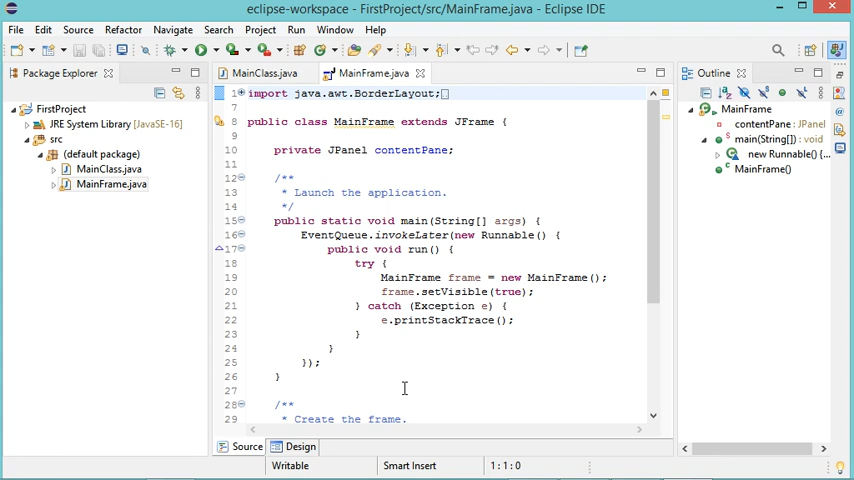 eclipse-workspace - FirstProject/src/MainFrame.java - Eclipse IDE
File Edit Source Refactor Navigate Search Project Run Window Help
Package Explorer
FirstProject
JRE System Library [JavaSE-16]
src
(default package)
MainClass.java
MainFrame.java
MainClass.java MainFrame.java
1 import java.awt.BorderLayout;
7
8 public class MainFrame extends JFrame {
9
10 private JPanel contentPane;
11
12 /**
13 * Launch the application.
14 */
15 public static void main(String[] args) {
16 EventQueue.invokeLater(new Runnable() {
17 public void run() {
18 try {
19 MainFrame frame = new MainFrame();
20 frame.setVisible(true);
21 } catch (Exception e) {
22 e.printStackTrace();
23 }
24 }
25 });
26 }
27
28 /**
29 * Create the frame.
Source Design
Outline
MainFrame
contentPane : JPanel
main(String[]) : void
new Runnable() {...
MainFrame()
Writable Smart Insert 1 : 1 : 0